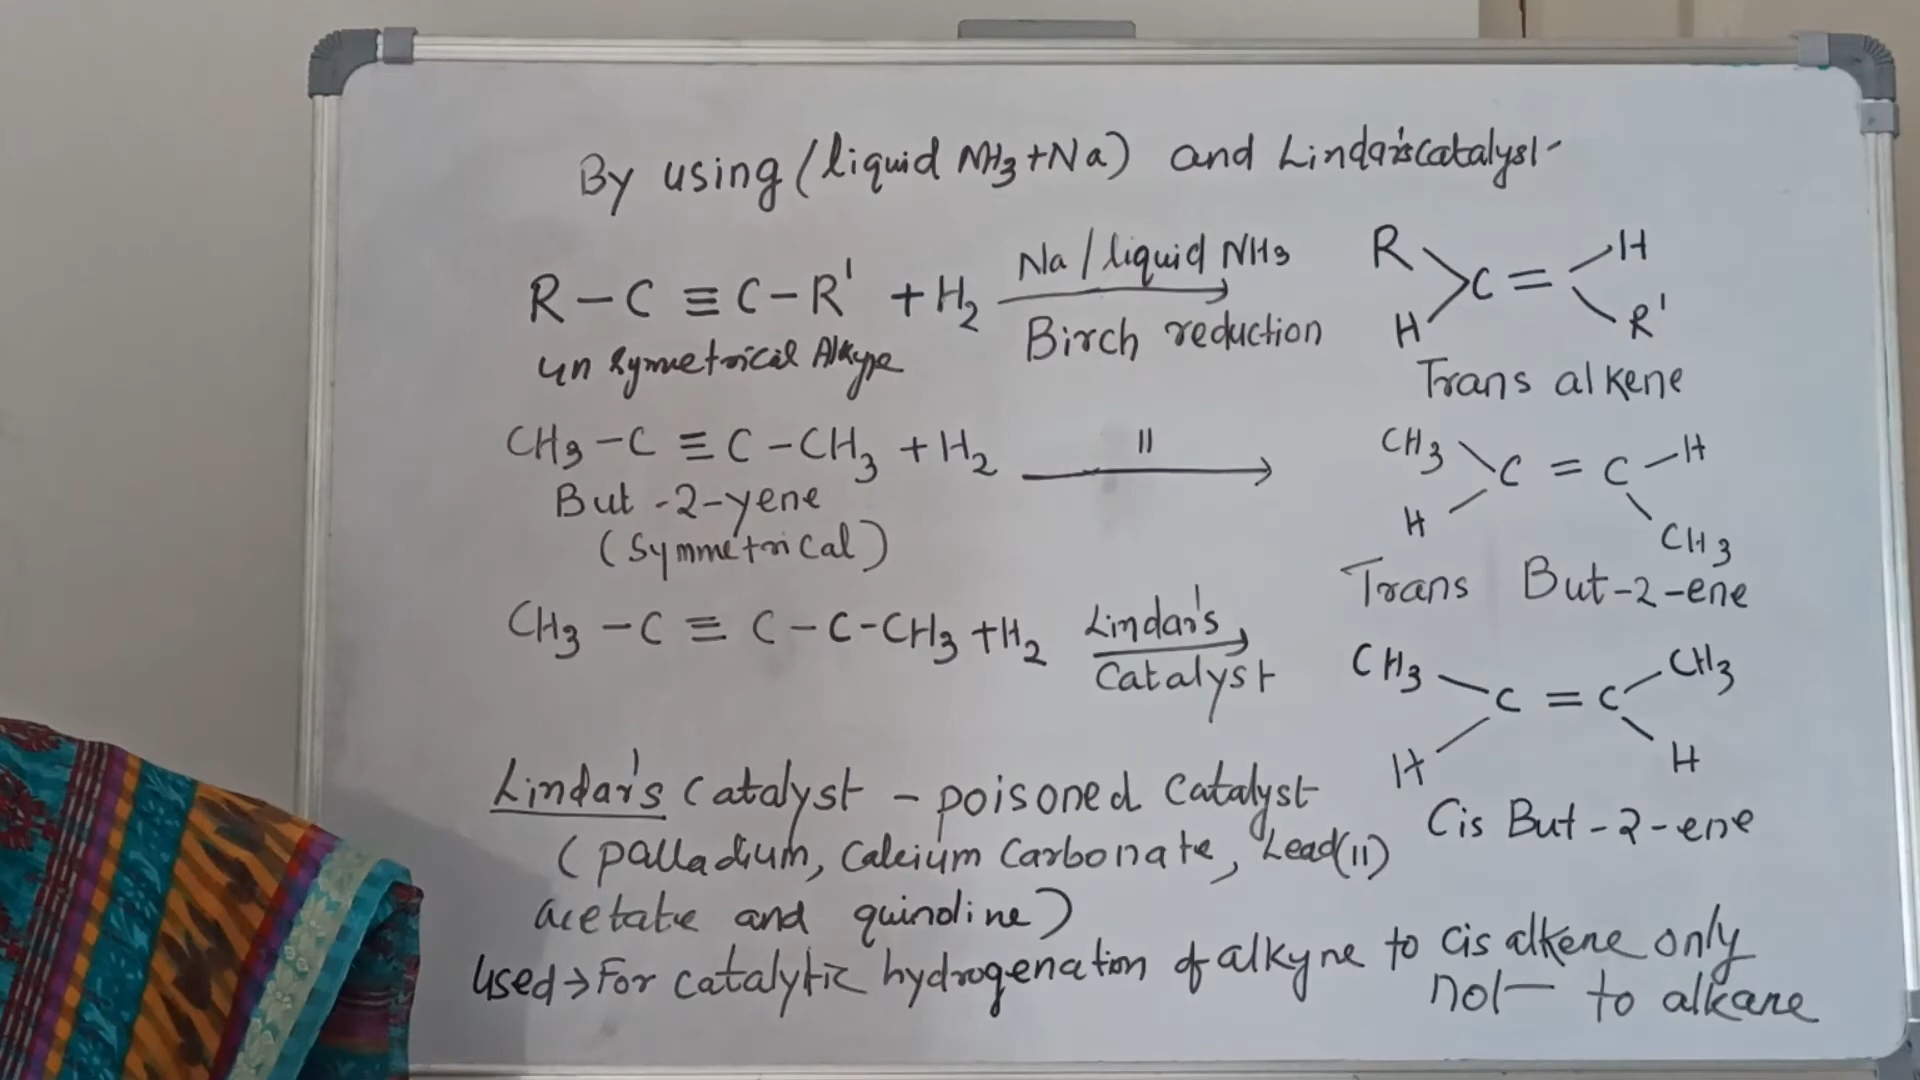 By using (liquid NH3+Na) and Lindar's catalyst
R-C≡C-R' +H2 Na/liquid NH3 Birch reduction R H C= H R'
un symmetrical Alkyne
Trans alkene
CH3-C≡C-CH3+H2 " CH3 H C=C H CH3
But-2-yene
(Symmetrical)
Trans But-2-ene
CH3-C≡C-C-CH3+H2 Lindar's Catalyst CH3 H C=C CH3 H
Cis But-2-ene
Lindar's Catalyst - poisoned Catalyst
(palladium, Calcium Carbonate, Lead(II)
acetate and quinoline)
Used→For catalytic hydrogenation of alkyne to cis alkene only
not to alkane